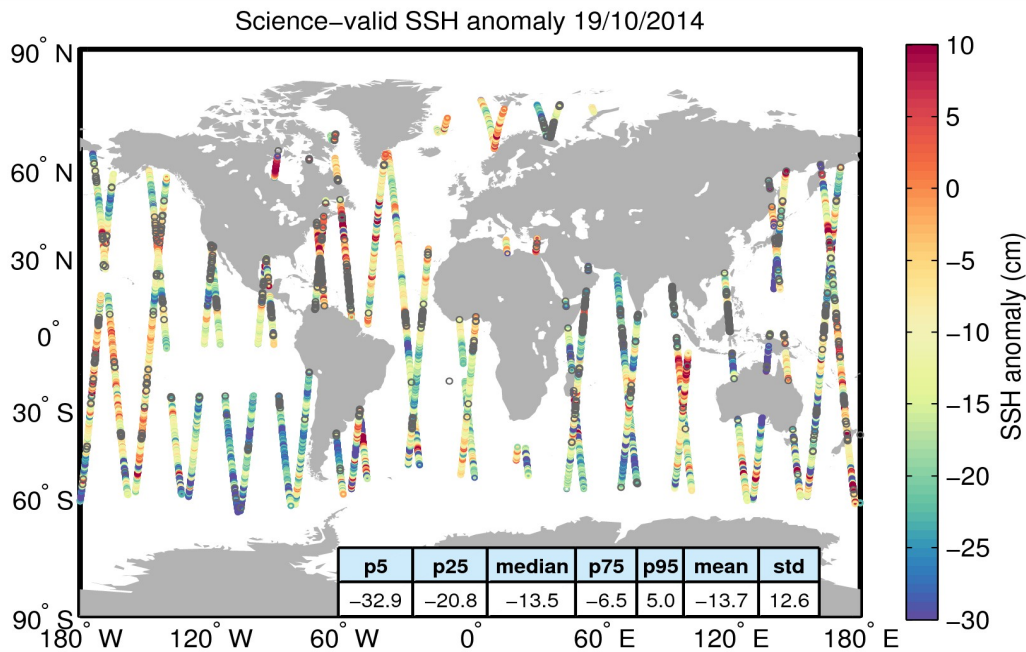 Science−valid SSH anomaly 19/10/2014
90° N
60° N
30° N
0°
30° S
60° S
90° S
180° W
120° W
60° W
0°
60° E
120° E
180° E
p5 p25 median p75 p95 mean std
−32.9 −20.8 −13.5 −6.5 5.0 −13.7 12.6
10
5
0
−5
−10
−15
−20
−25
−30
SSH anomaly (cm)